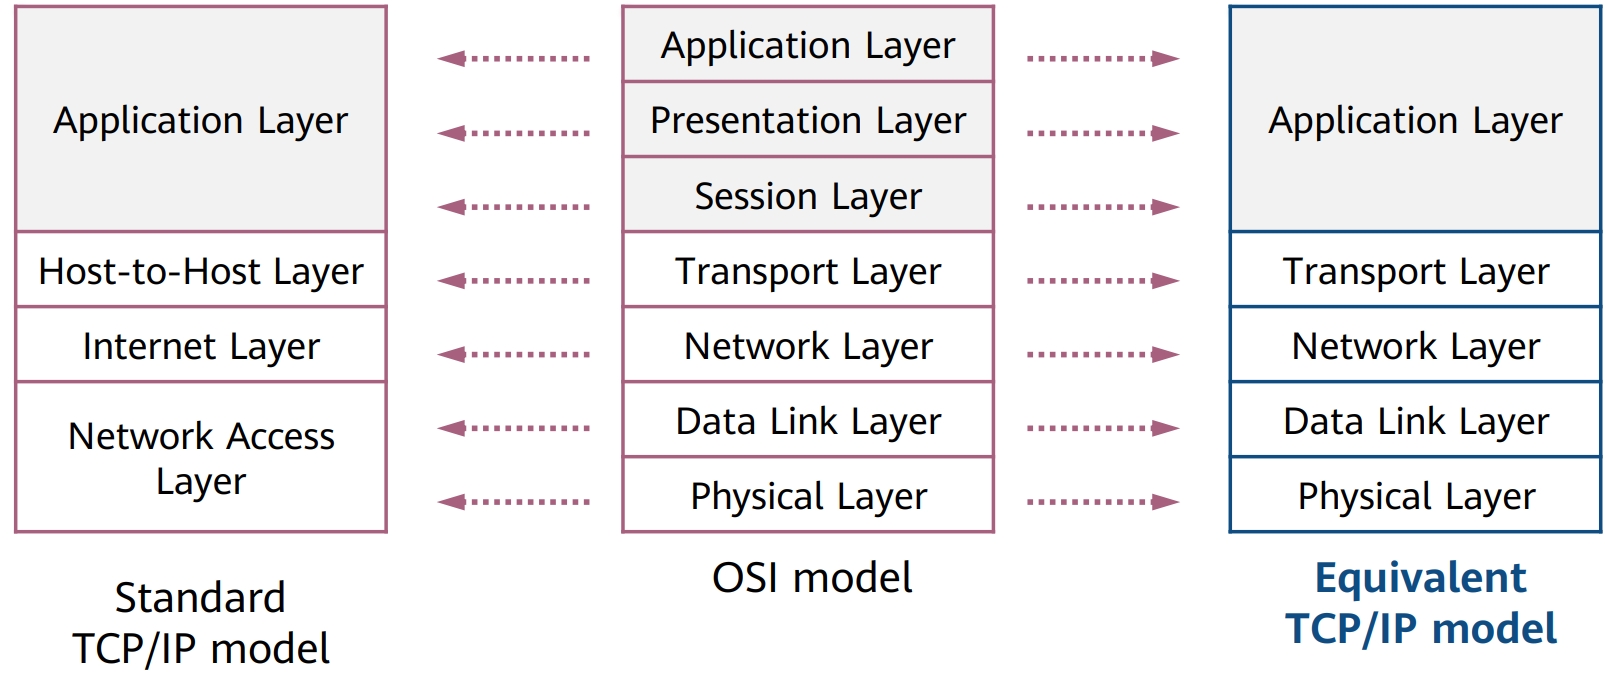 Application Layer
Host-to-Host Layer
Internet Layer
Network Access
Layer
Standard
TCP/IP model
Application Layer
Presentation Layer
Session Layer
Transport Layer
Network Layer
Data Link Layer
Physical Layer
OSI model
Application Layer
Transport Layer
Network Layer
Data Link Layer
Physical Layer
Equivalent
TCP/IP model